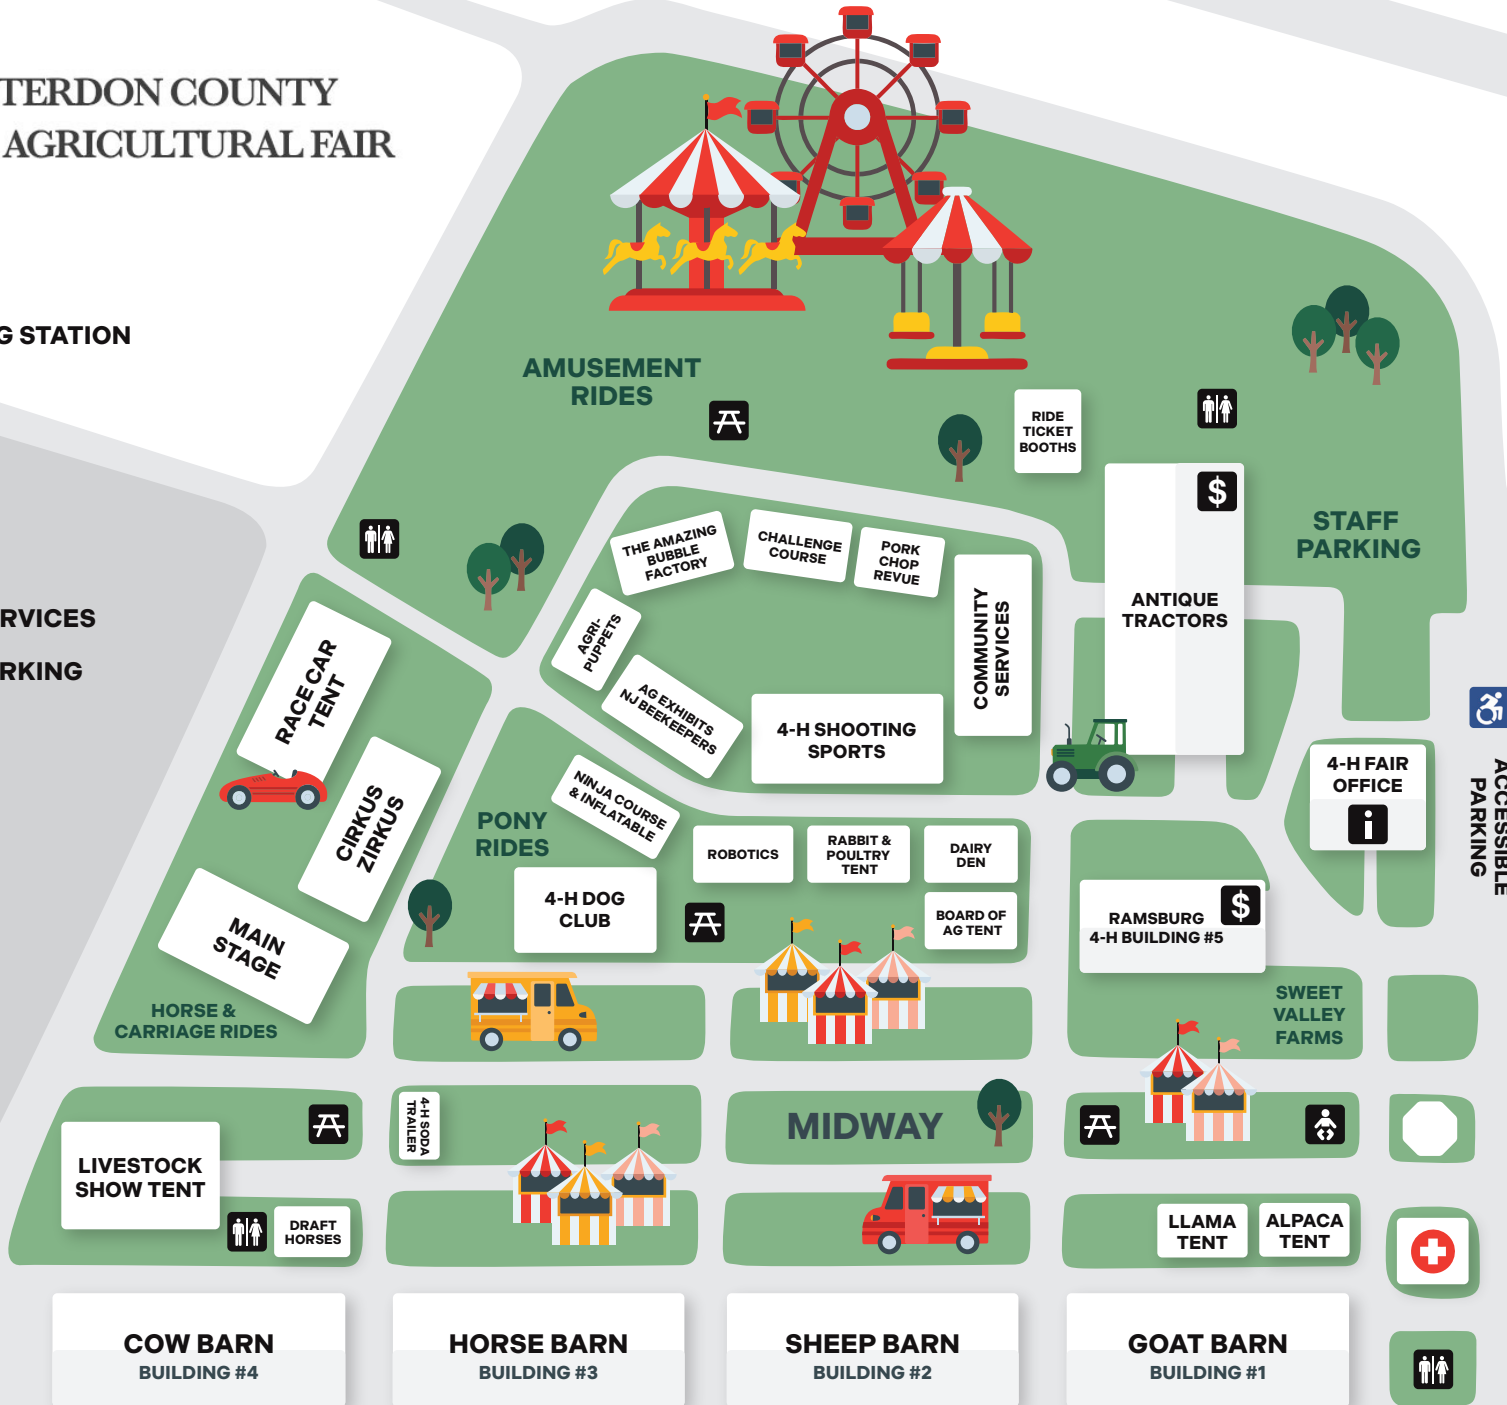 TERDON COUNTY
AGRICULTURAL FAIR
G STATION
RVICES
RKING
AMUSEMENT
RIDES
RIDE
TICKET
BOOTHS
$
STAFF
PARKING
THE AMAZING
BUBBLE
FACTORY
CHALLENGE
COURSE
PORK
CHOP
REVUE
COMMUNITY
SERVICES
ANTIQUE
TRACTORS
AGRI-
PUPPETS
AG EXHIBITS
NJ BEEKEEPERS
4-H SHOOTING
SPORTS
RACE CAR
TENT
CIRKUS
ZIRKUS
MAIN
STAGE
HORSE &
CARRIAGE RIDES
PONY
RIDES
NINJA COURSE
& INFLATABLE
ROBOTICS
RABBIT &
POULTRY
TENT
DAIRY
DEN
4-H DOG
CLUB
BOARD OF
AG TENT
4-H FAIR
OFFICE
i
ACCESSIBLE
PARKING
RAMSBURG
4-H BUILDING #5
$
SWEET
VALLEY
FARMS
4-H SODA
TRAILER
MIDWAY
LIVESTOCK
SHOW TENT
DRAFT
HORSES
LLAMA
TENT
ALPACA
TENT
COW BARN
BUILDING #4
HORSE BARN
BUILDING #3
SHEEP BARN
BUILDING #2
GOAT BARN
BUILDING #1